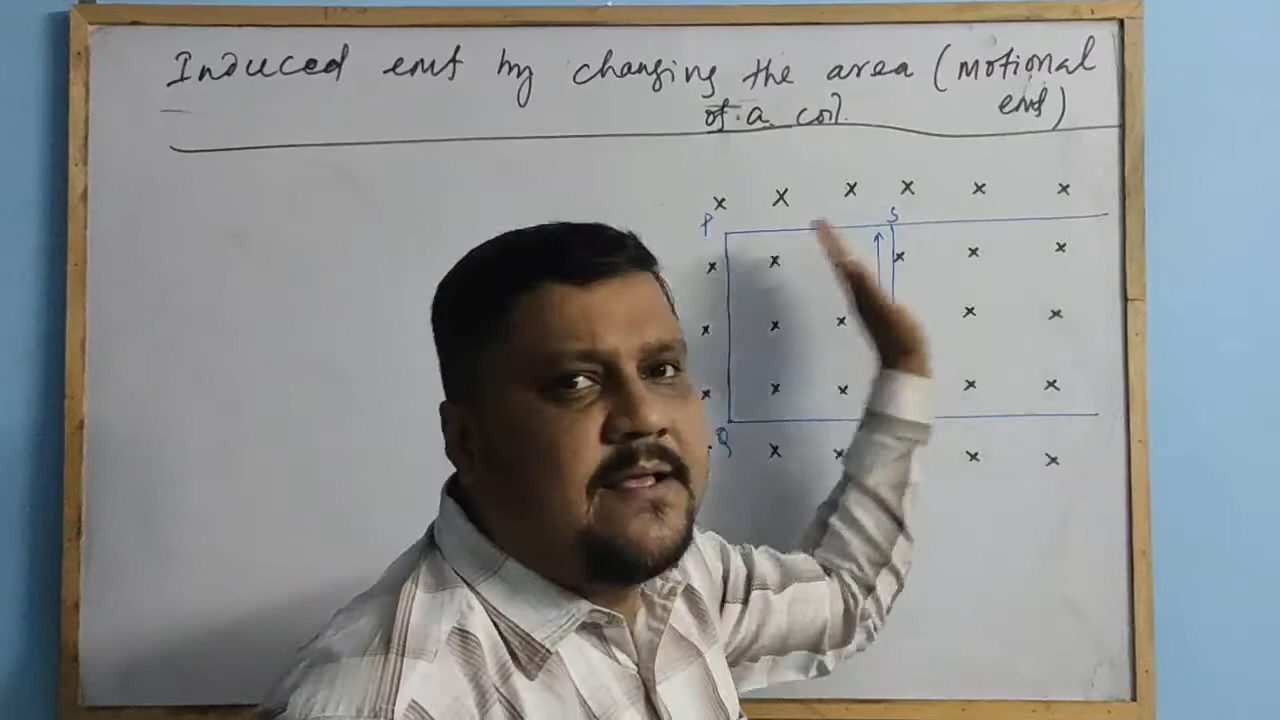 Induced emf by changing the area (motional
of a coil. emf)
x x x x x x
P S
x x x x x
x x x x x
x x x x x
Q x x x x